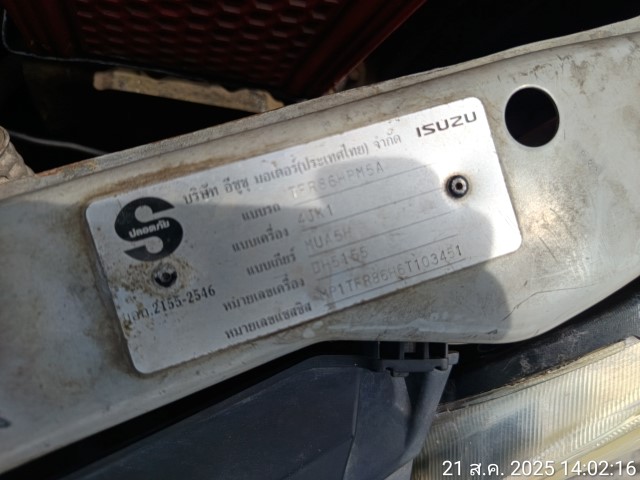 ISUZU
บริษัท อีซูซุ มอเตอร์(ประเทศไทย) จำกัด
แบบรถ TFR86HPM5A
แบบเครื่อง 4JK1
แบบเกียร์ MUA5H
หมายเลขเครื่อง
หมายเลขแชสซีส
S
ปลอดภัย
มอก.2155-2546
21 ส.ค. 2025 14:02:16